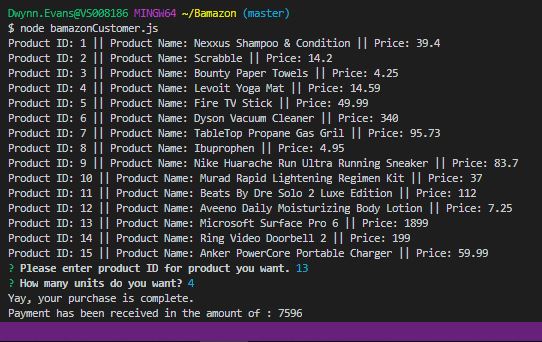 Dwynn.Evans@VS008186 MINGW64 ~/Bamazon (master)
$ node bamazonCustomer.js
Product ID: 1 || Product Name: Nexxus Shampoo & Condition || Price: 39.4
Product ID: 2 || Product Name: Scrabble || Price: 14.2
Product ID: 3 || Product Name: Bounty Paper Towels || Price: 4.25
Product ID: 4 || Product Name: Levoit Yoga Mat || Price: 14.59
Product ID: 5 || Product Name: Fire TV Stick || Price: 49.99
Product ID: 6 || Product Name: Dyson Vacuum Cleaner || Price: 340
Product ID: 7 || Product Name: TableTop Propane Gas Gril || Price: 95.73
Product ID: 8 || Product Name: Ibuprophen || Price: 4.95
Product ID: 9 || Product Name: Nike Huarache Run Ultra Running Sneaker || Price: 83.7
Product ID: 10 || Product Name: Murad Rapid Lightening Regimen Kit || Price: 37
Product ID: 11 || Product Name: Beats By Dre Solo 2 Luxe Edition || Price: 112
Product ID: 12 || Product Name: Aveeno Daily Moisturizing Body Lotion || Price: 7.25
Product ID: 13 || Product Name: Microsoft Surface Pro 6 || Price: 1899
Product ID: 14 || Product Name: Ring Video Doorbell 2 || Price: 199
Product ID: 15 || Product Name: Anker PowerCore Portable Charger || Price: 59.99
? Please enter product ID for product you want. 13
? How many units do you want? 4
Yay, your purchase is complete.
Payment has been received in the amount of : 7596